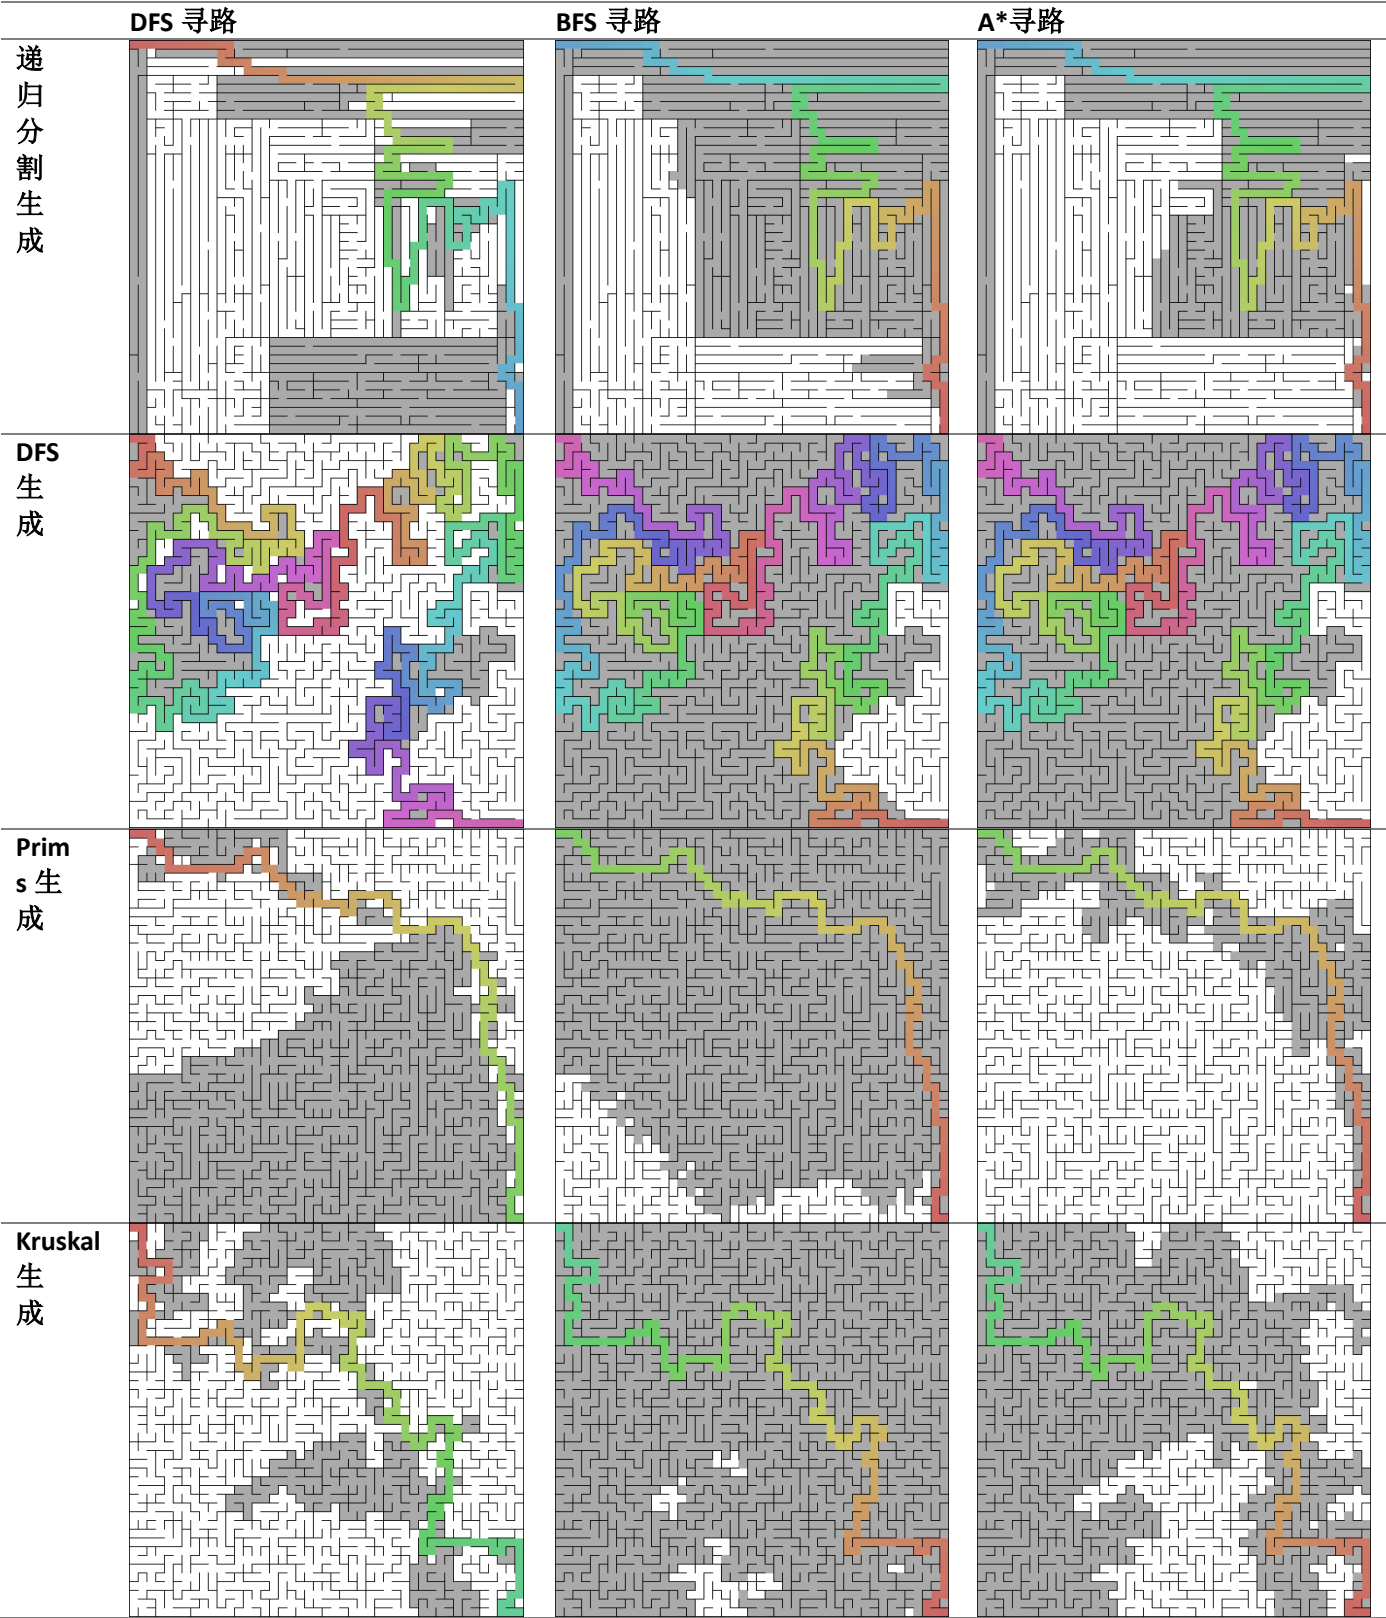 DFS 寻路
BFS 寻路
A*寻路
递
归
分
割
生
成
DFS
生
成
Prim
s 生
成
Kruskal
生
成